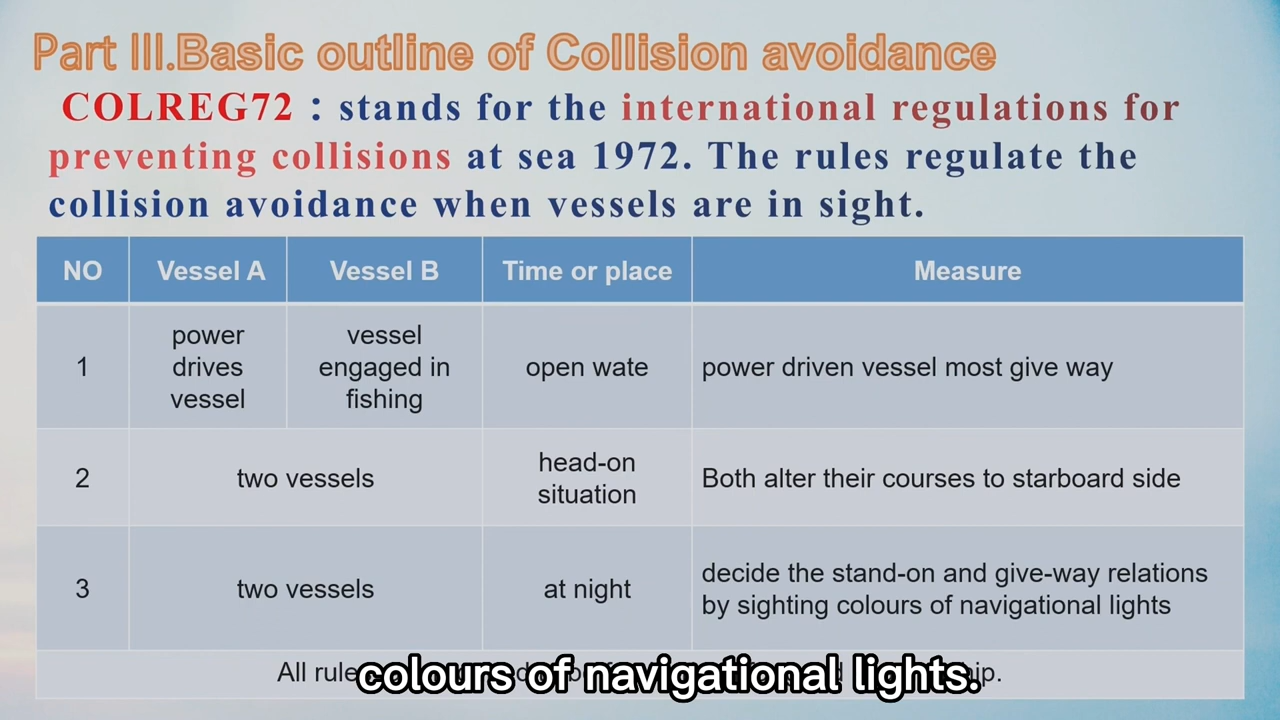 Part III.Basic outline of Collision avoidance
COLREG72：stands for the international regulations for
preventing collisions at sea 1972. The rules regulate the
collision avoidance when vessels are in sight.
NO Vessel A Vessel B Time or place Measure
1 power drives vessel vessel engaged in fishing open wate power driven vessel most give way
2 two vessels head-on situation Both alter their courses to starboard side
3 two vessels at night decide the stand-on and give-way relations by sighting colours of navigational lights
All
colours of navigational lights.